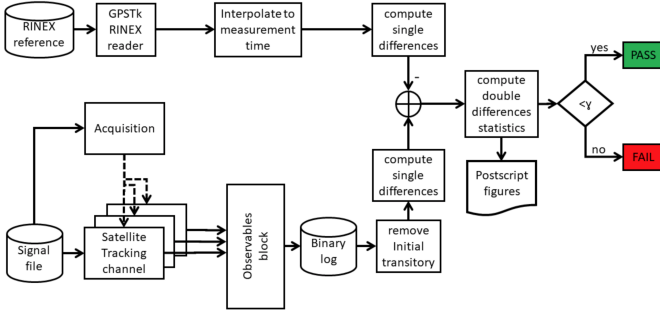 RINEX
reference
GPSTk
RINEX
reader
Interpolate to
measurement
time
compute
single
differences
-
compute
double
differences
statistics
<γ
yes
PASS
no
FAIL
Postscript
figures
Acquisition
Signal
file
Satellite
Tracking
channel
Observables
block
Binary
log
remove
Initial
transitory
compute
single
differences